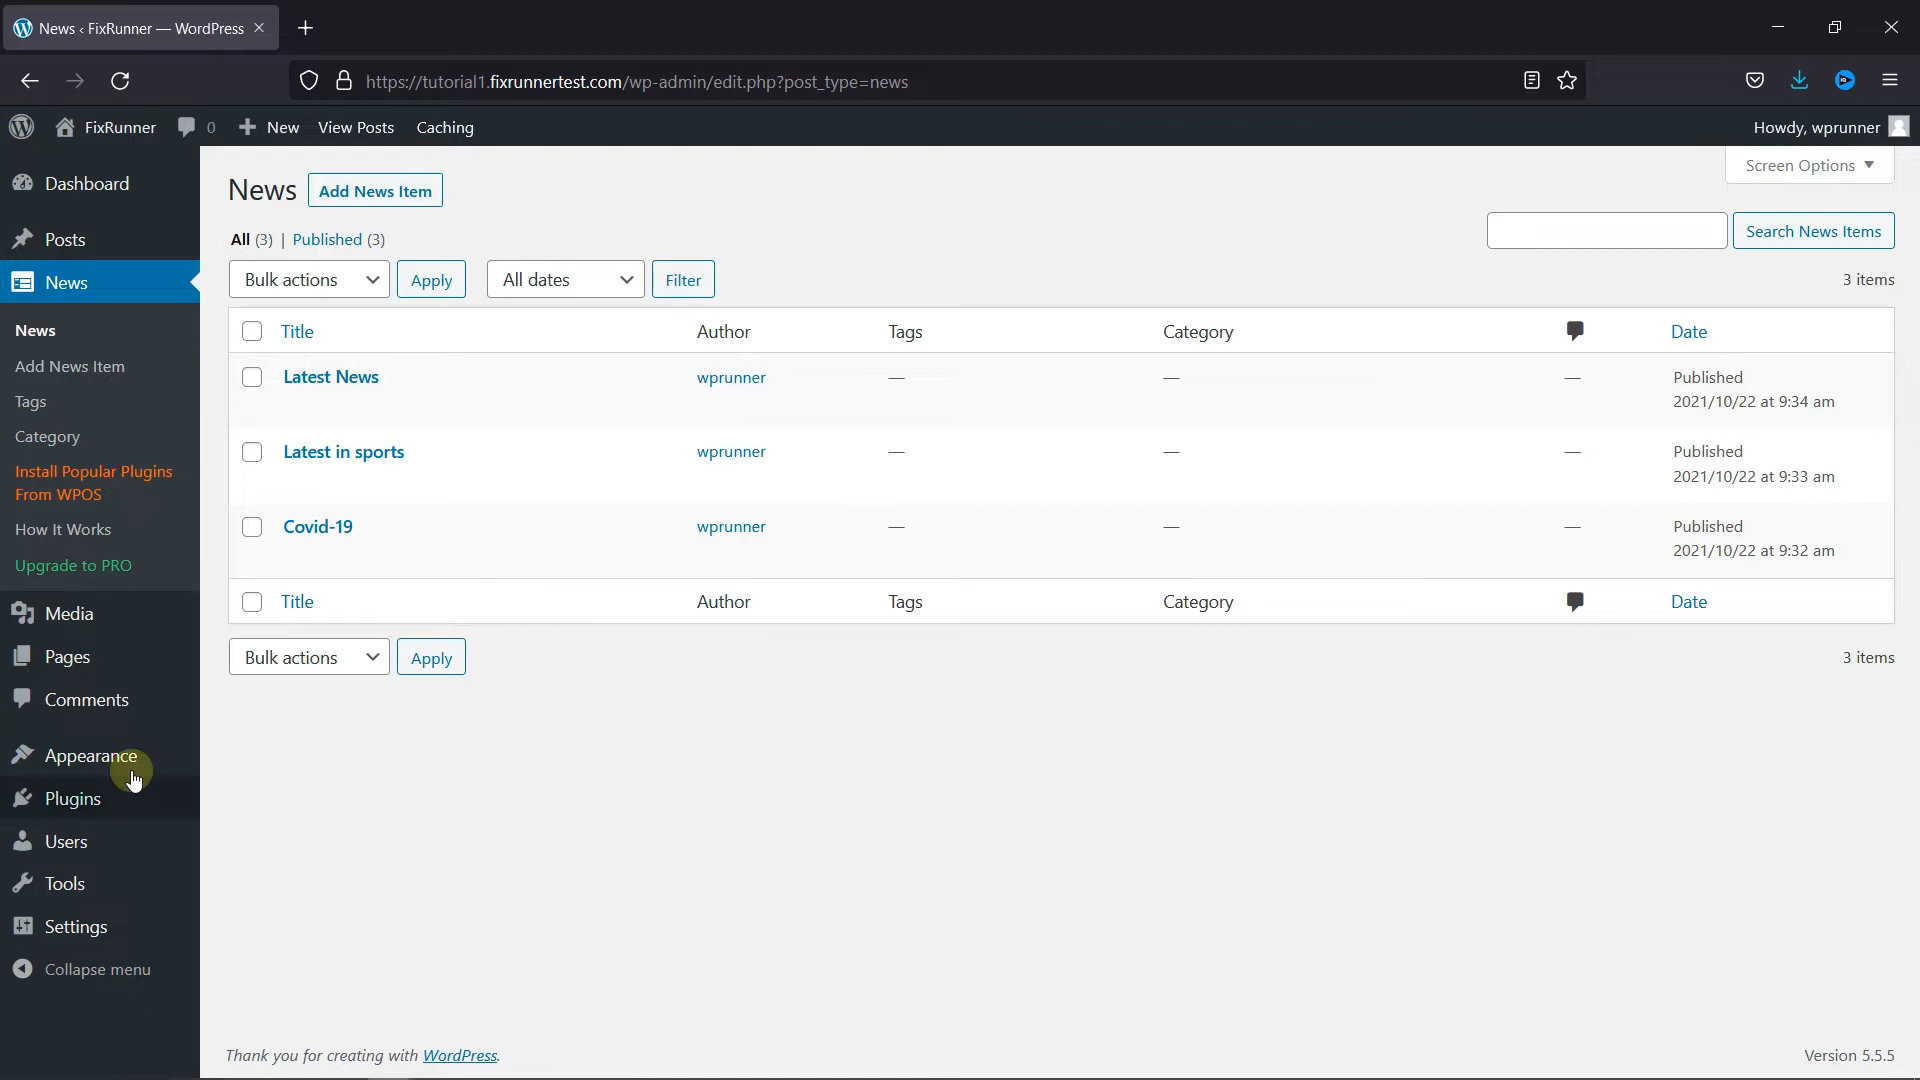 News ‹ FixRunner — WordPress
https://tutorial1.fixrunnertest.com/wp-admin/edit.php?post_type=news
FixRunner 0 New View Posts Caching Howdy, wprunner
Screen Options
Dashboard
Posts
News
News
Add News Item
Tags
Category
Install Popular Plugins
From WPOS
How It Works
Upgrade to PRO
Media
Pages
Comments
Appearance
Plugins
Users
Tools
Settings
Collapse menu
News Add News Item
All (3) | Published (3)
Search News Items
Bulk actions Apply All dates Filter 3 items
Title Author Tags Category Date
Latest News wprunner — — — Published
2021/10/22 at 9:34 am
Latest in sports wprunner — — — Published
2021/10/22 at 9:33 am
Covid-19 wprunner — — — Published
2021/10/22 at 9:32 am
Title Author Tags Category Date
Bulk actions Apply 3 items
Thank you for creating with WordPress. Version 5.5.5